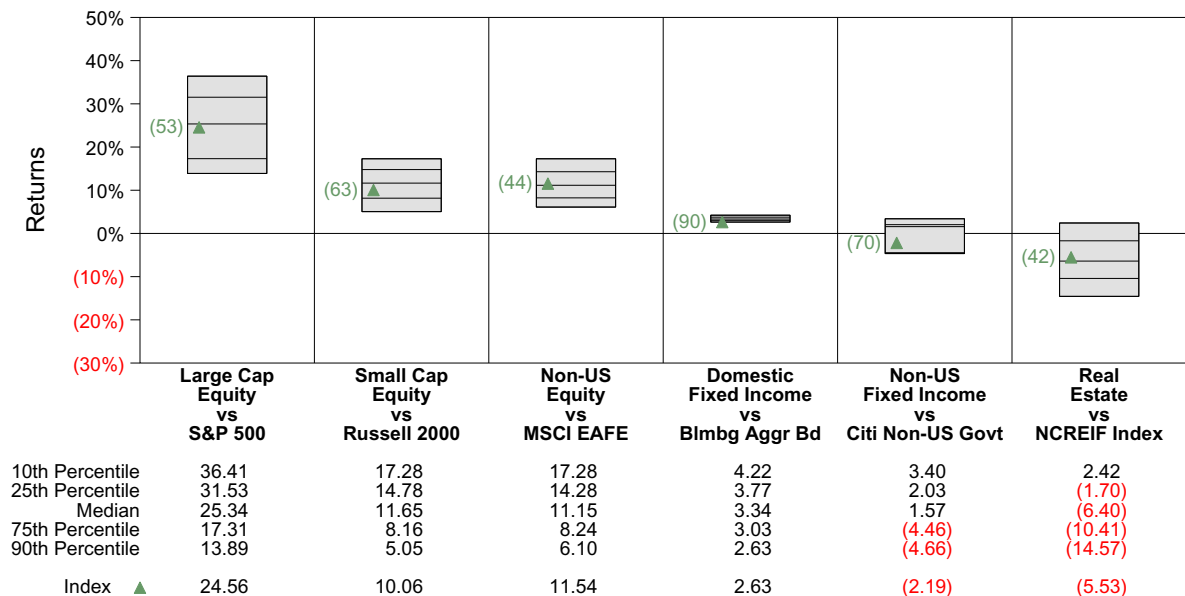 50%
40%
30%
20%
10%
0%
(10%)
(20%)
(30%)
Returns
(53)
(63)
(44)
(90)
(70)
(42)
Large Cap
Equity
vs
S&P 500
Small Cap
Equity
vs
Russell 2000
Non-US
Equity
vs
MSCI EAFE
Domestic
Fixed Income
vs
Blmbg Aggr Bd
Non-US
Fixed Income
vs
Citi Non-US Govt
Real
Estate
vs
NCREIF Index
10th Percentile 36.41 17.28 17.28 4.22 3.40 2.42
25th Percentile 31.53 14.78 14.28 3.77 2.03 (1.70)
Median 25.34 11.65 11.15 3.34 1.57 (6.40)
75th Percentile 17.31 8.16 8.24 3.03 (4.46) (10.41)
90th Percentile 13.89 5.05 6.10 2.63 (4.66) (14.57)
Index 24.56 10.06 11.54 2.63 (2.19) (5.53)